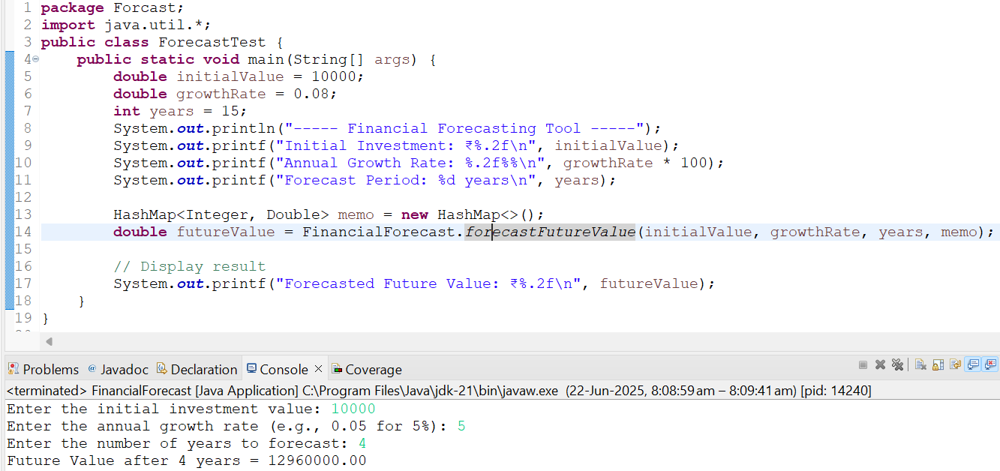 1 package Forcast;
2 import java.util.*;
3 public class ForecastTest {
4 public static void main(String[] args) {
5 double initialValue = 10000;
6 double growthRate = 0.08;
7 int years = 15;
8 System.out.println("----- Financial Forecasting Tool -----");
9 System.out.printf("Initial Investment: ₹%.2f\n", initialValue);
10 System.out.printf("Annual Growth Rate: %.2f%%\n", growthRate * 100);
11 System.out.printf("Forecast Period: %d years\n", years);
12
13 HashMap<Integer, Double> memo = new HashMap<>();
14 double futureValue = FinancialForecast.forecastFutureValue(initialValue, growthRate, years, memo);
15
16 // Display result
17 System.out.printf("Forecasted Future Value: ₹%.2f\n", futureValue);
18 }
19 }
Problems @ Javadoc Declaration Console × Coverage
<terminated> FinancialForecast [Java Application] C:\Program Files\Java\jdk-21\bin\javaw.exe (22-Jun-2025, 8:08:59 am – 8:09:41 am) [pid: 14240]
Enter the initial investment value: 10000
Enter the annual growth rate (e.g., 0.05 for 5%): 5
Enter the number of years to forecast: 4
Future Value after 4 years = 12960000.00